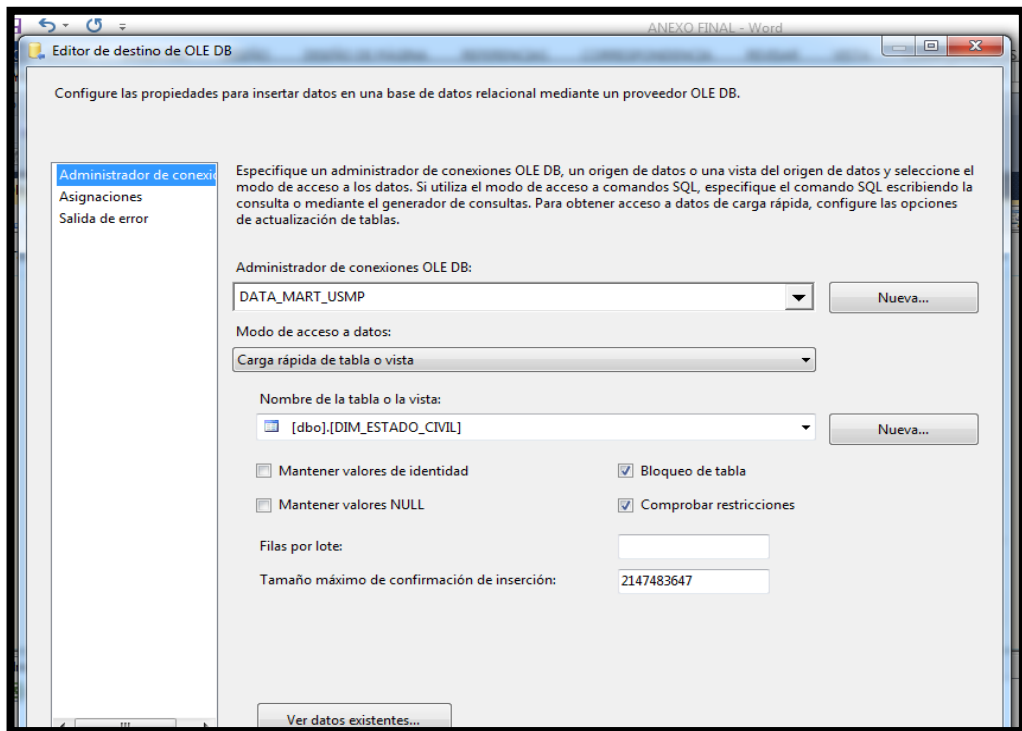 ANEXO FINAL - Word
Editor de destino de OLE DB
Configure las propiedades para insertar datos en una base de datos relacional mediante un proveedor OLE DB.
Administrador de conexio
Asignaciones
Salida de error
Especifique un administrador de conexiones OLE DB, un origen de datos o una vista del origen de datos y seleccione el
modo de acceso a los datos. Si utiliza el modo de acceso a comandos SQL, especifique el comando SQL escribiendo la
consulta o mediante el generador de consultas. Para obtener acceso a datos de carga rápida, configure las opciones
de actualización de tablas.
Administrador de conexiones OLE DB:
DATA_MART_USMP
Nueva...
Modo de acceso a datos:
Carga rápida de tabla o vista
Nombre de la tabla o la vista:
[dbo].[DIM_ESTADO_CIVIL]
Nueva...
Mantener valores de identidad
Bloqueo de tabla
Mantener valores NULL
Comprobar restricciones
Filas por lote:
Tamaño máximo de confirmación de inserción:
2147483647
Ver datos existentes...